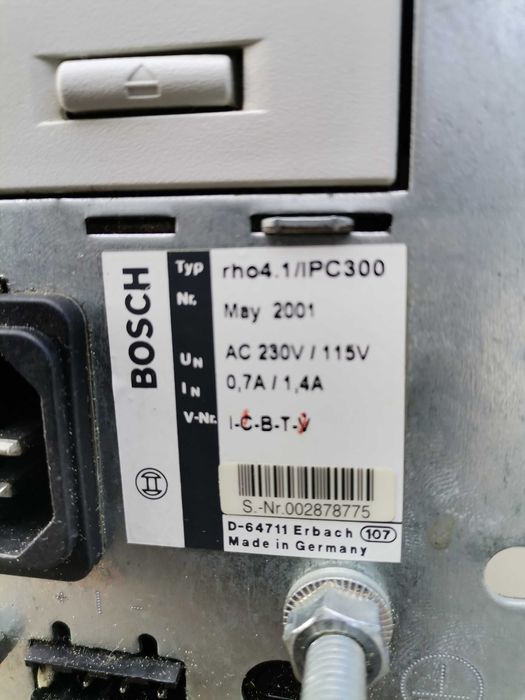 BOSCH
Typ rho4.1/IPC300
Nr. May 2001
UN AC 230V / 115V
IN 0,7A / 1,4A
V-Nr. I-C-B-T-V
S.-Nr.002878775
D-64711 Erbach 107
Made in Germany